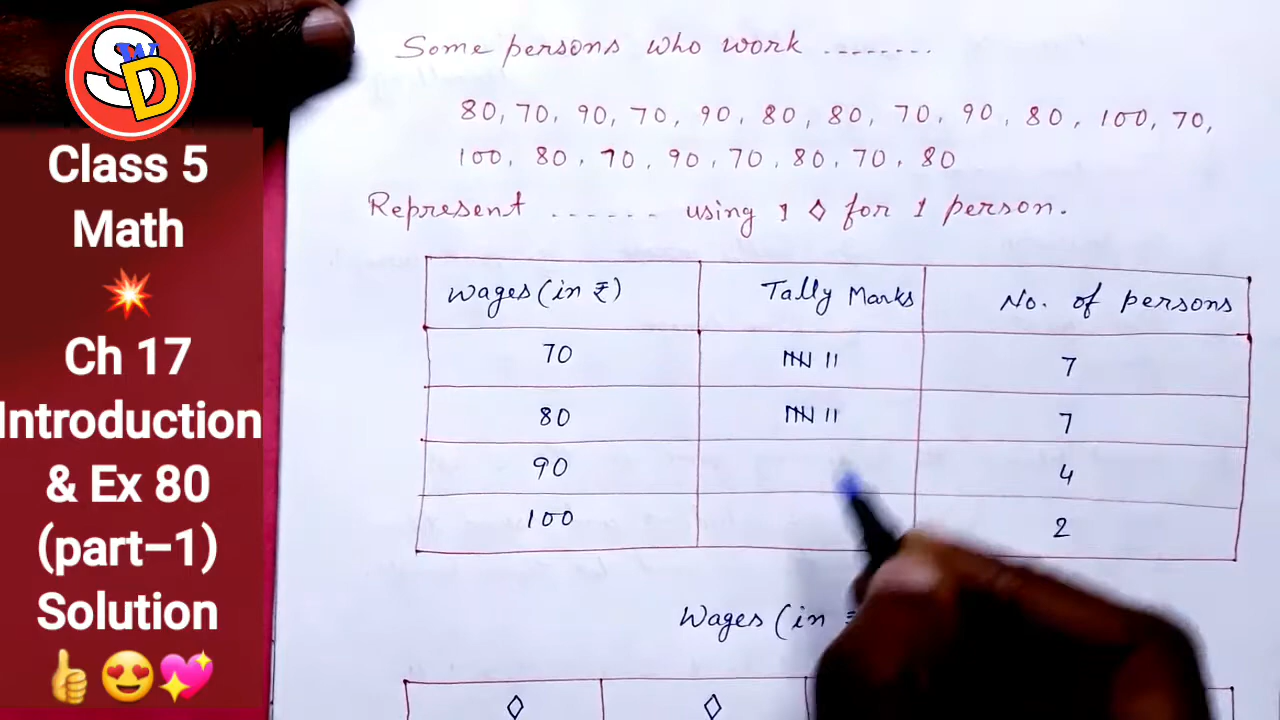 SWD
Class 5
Math
Ch 17
Introduction
& Ex 80
(part–1)
Solution
Some persons who work --------
80, 70, 90, 70, 90, 80, 80, 70, 90, 80, 100, 70,
100, 80, 70, 90, 70, 80, 70, 80
Represent ------ using 1 ◇ for 1 person.
Wages (in ₹) Tally Marks No. of persons
70 7
80 7
90 4
100 2
Wages (in